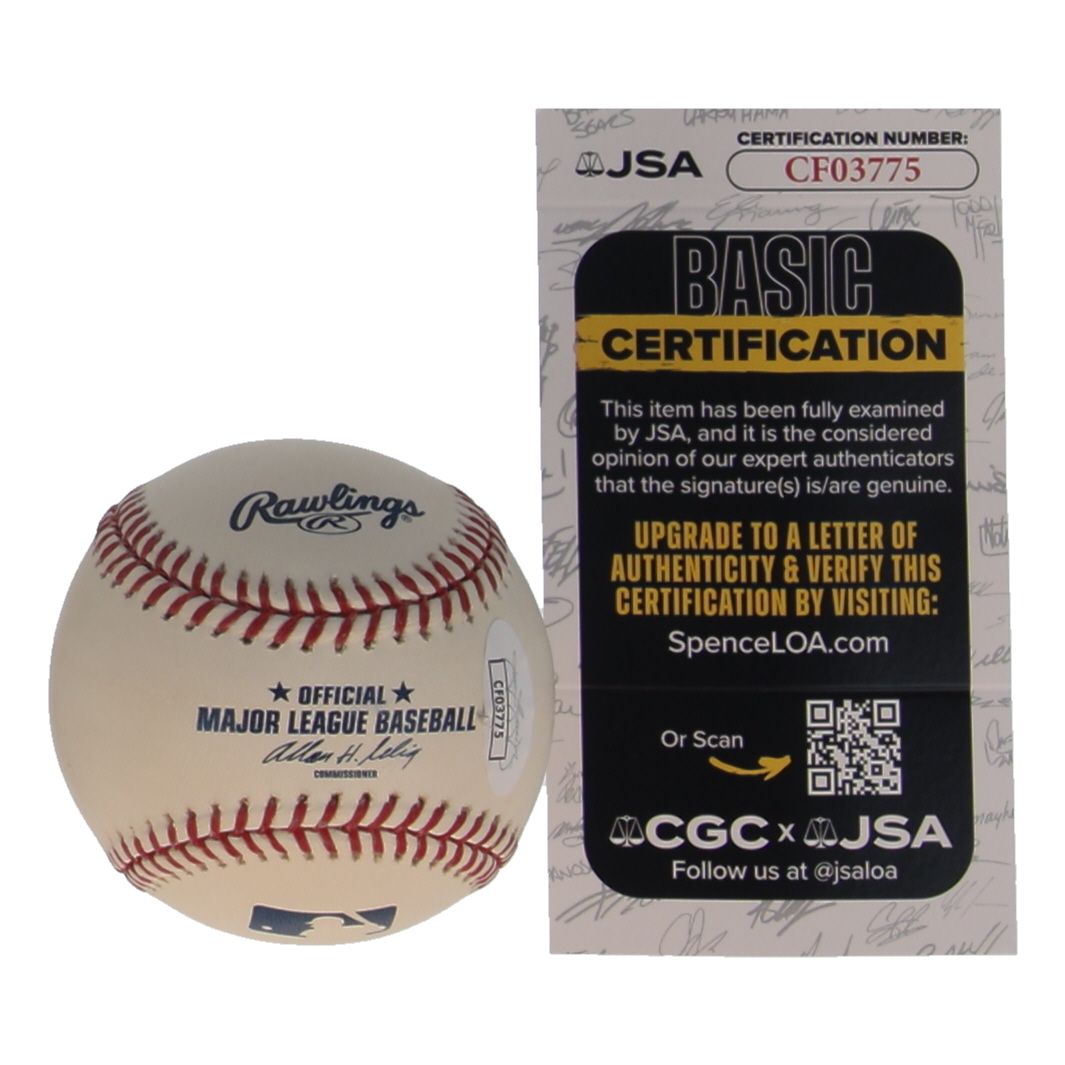 Rawlings
R
OFFICIAL
MAJOR LEAGUE BASEBALL
Allan H. Selig
COMMISSIONER
CF03775
JSA
CERTIFICATION NUMBER:
CF03775
BASIC
CERTIFICATION
This item has been fully examined
by JSA, and it is the considered
opinion of our expert authenticators
that the signature(s) is/are genuine.
UPGRADE TO A LETTER OF
AUTHENTICITY & VERIFY THIS
CERTIFICATION BY VISITING:
SpenceLOA.com
Or Scan
CGC x JSA
Follow us at @jsaloa